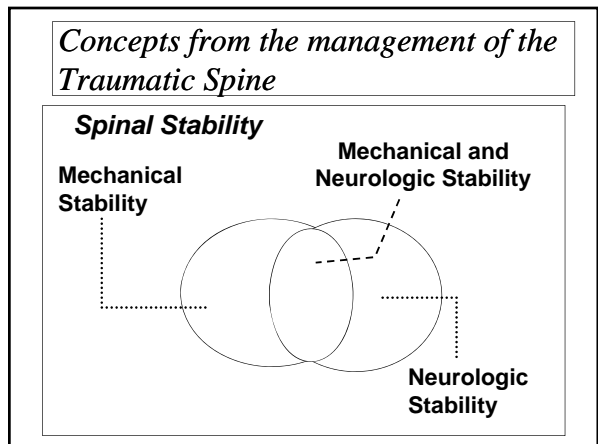 Concepts from the management of the
Traumatic Spine
Spinal Stability
Mechanical and
Neurologic Stability
Mechanical
Stability
Neurologic
Stability